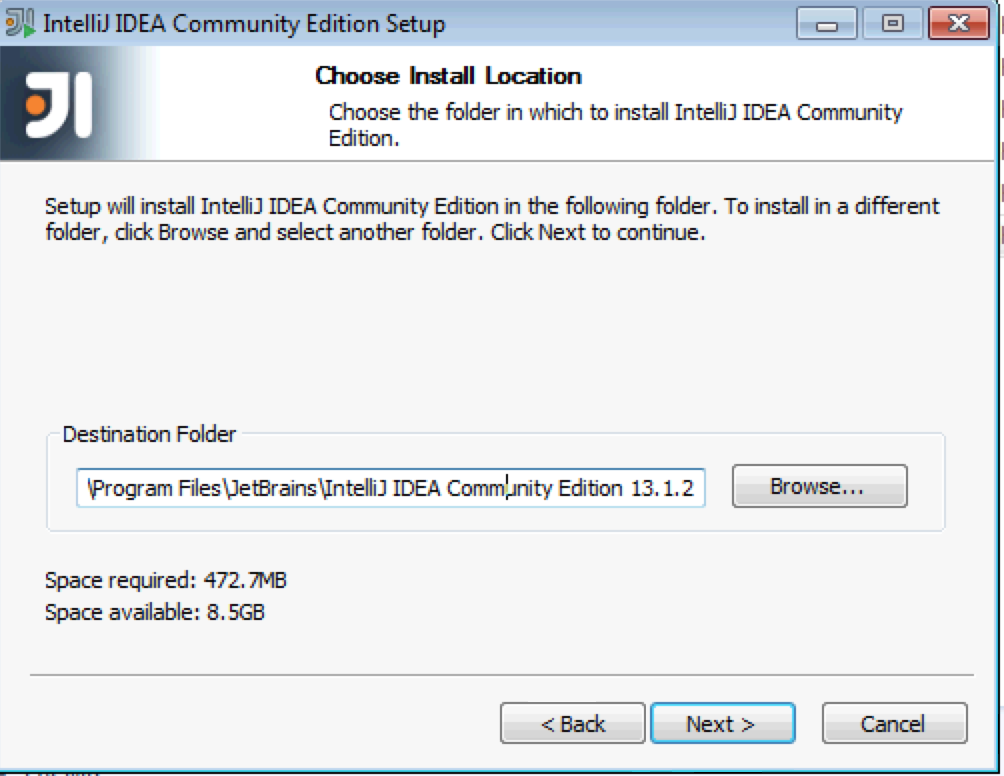 IntelliJ IDEA Community Edition Setup
Choose Install Location
Choose the folder in which to install IntelliJ IDEA Community
Edition.
Setup will install IntelliJ IDEA Community Edition in the following folder. To install in a different
folder, click Browse and select another folder. Click Next to continue.
Destination Folder
\Program Files\JetBrains\IntelliJ IDEA Community Edition 13.1.2
Browse...
Space required: 472.7MB
Space available: 8.5GB
< Back
Next >
Cancel